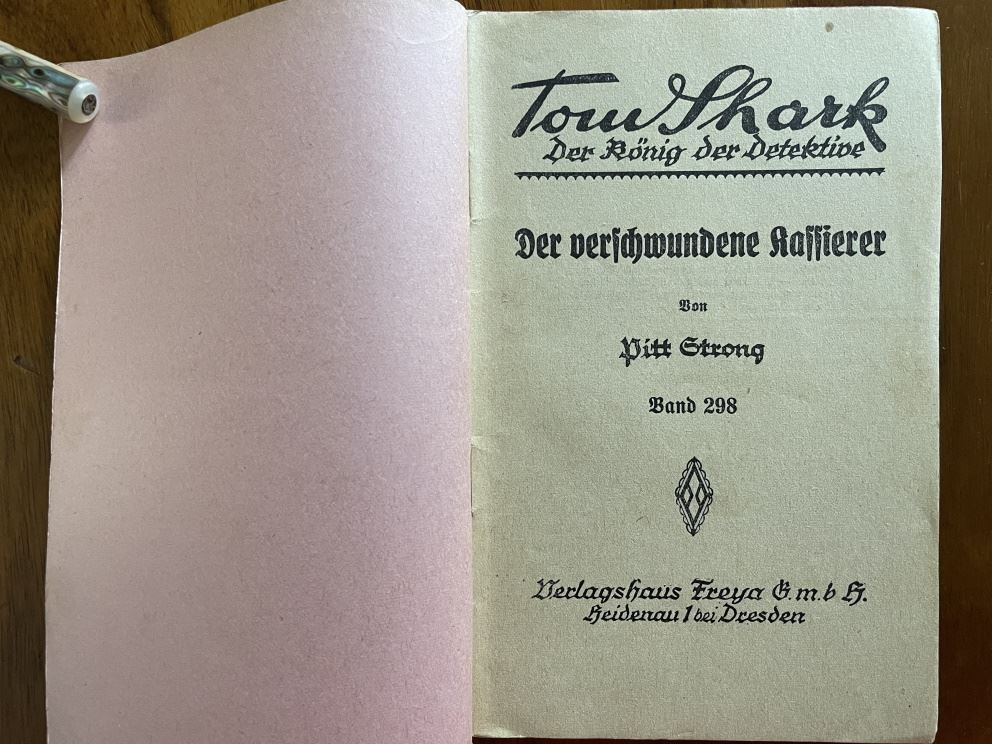 Tom Shark
Der König der Detektive
Der verschwundene Kassierer
Von
Pitt Strong
Band 298
Verlagshaus Freya G.m.b H.
Heidenau 1 bei Dresden